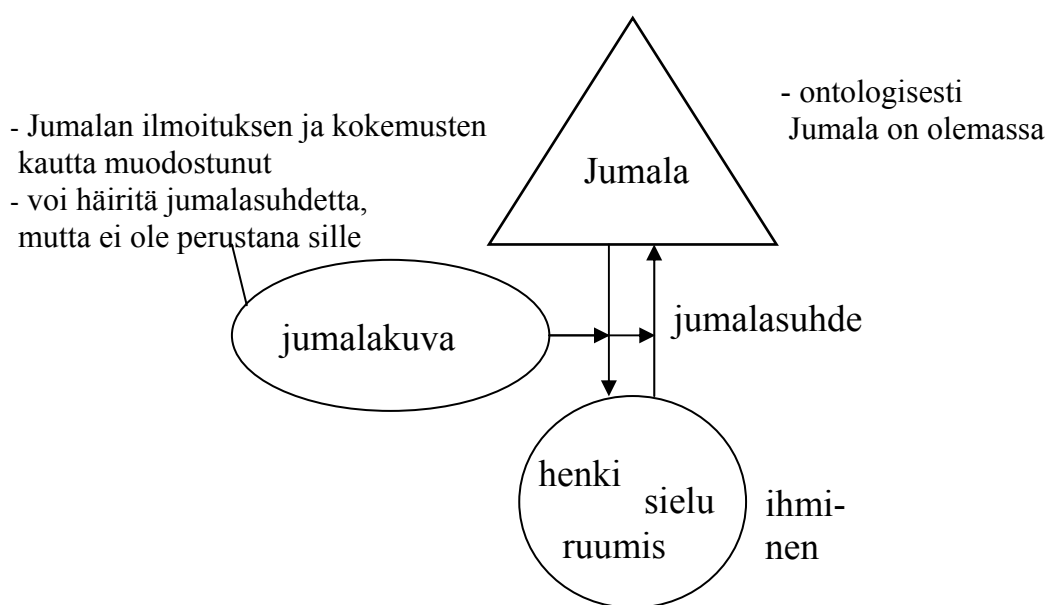 - ontologisesti
Jumala on olemassa
- Jumalan ilmoituksen ja kokemusten
kautta muodostunut
- voi häiritä jumalasuhdetta,
mutta ei ole perustana sille
Jumala
jumalasuhde
jumalakuva
henki
sielu
ruumis
ihmi-
nen